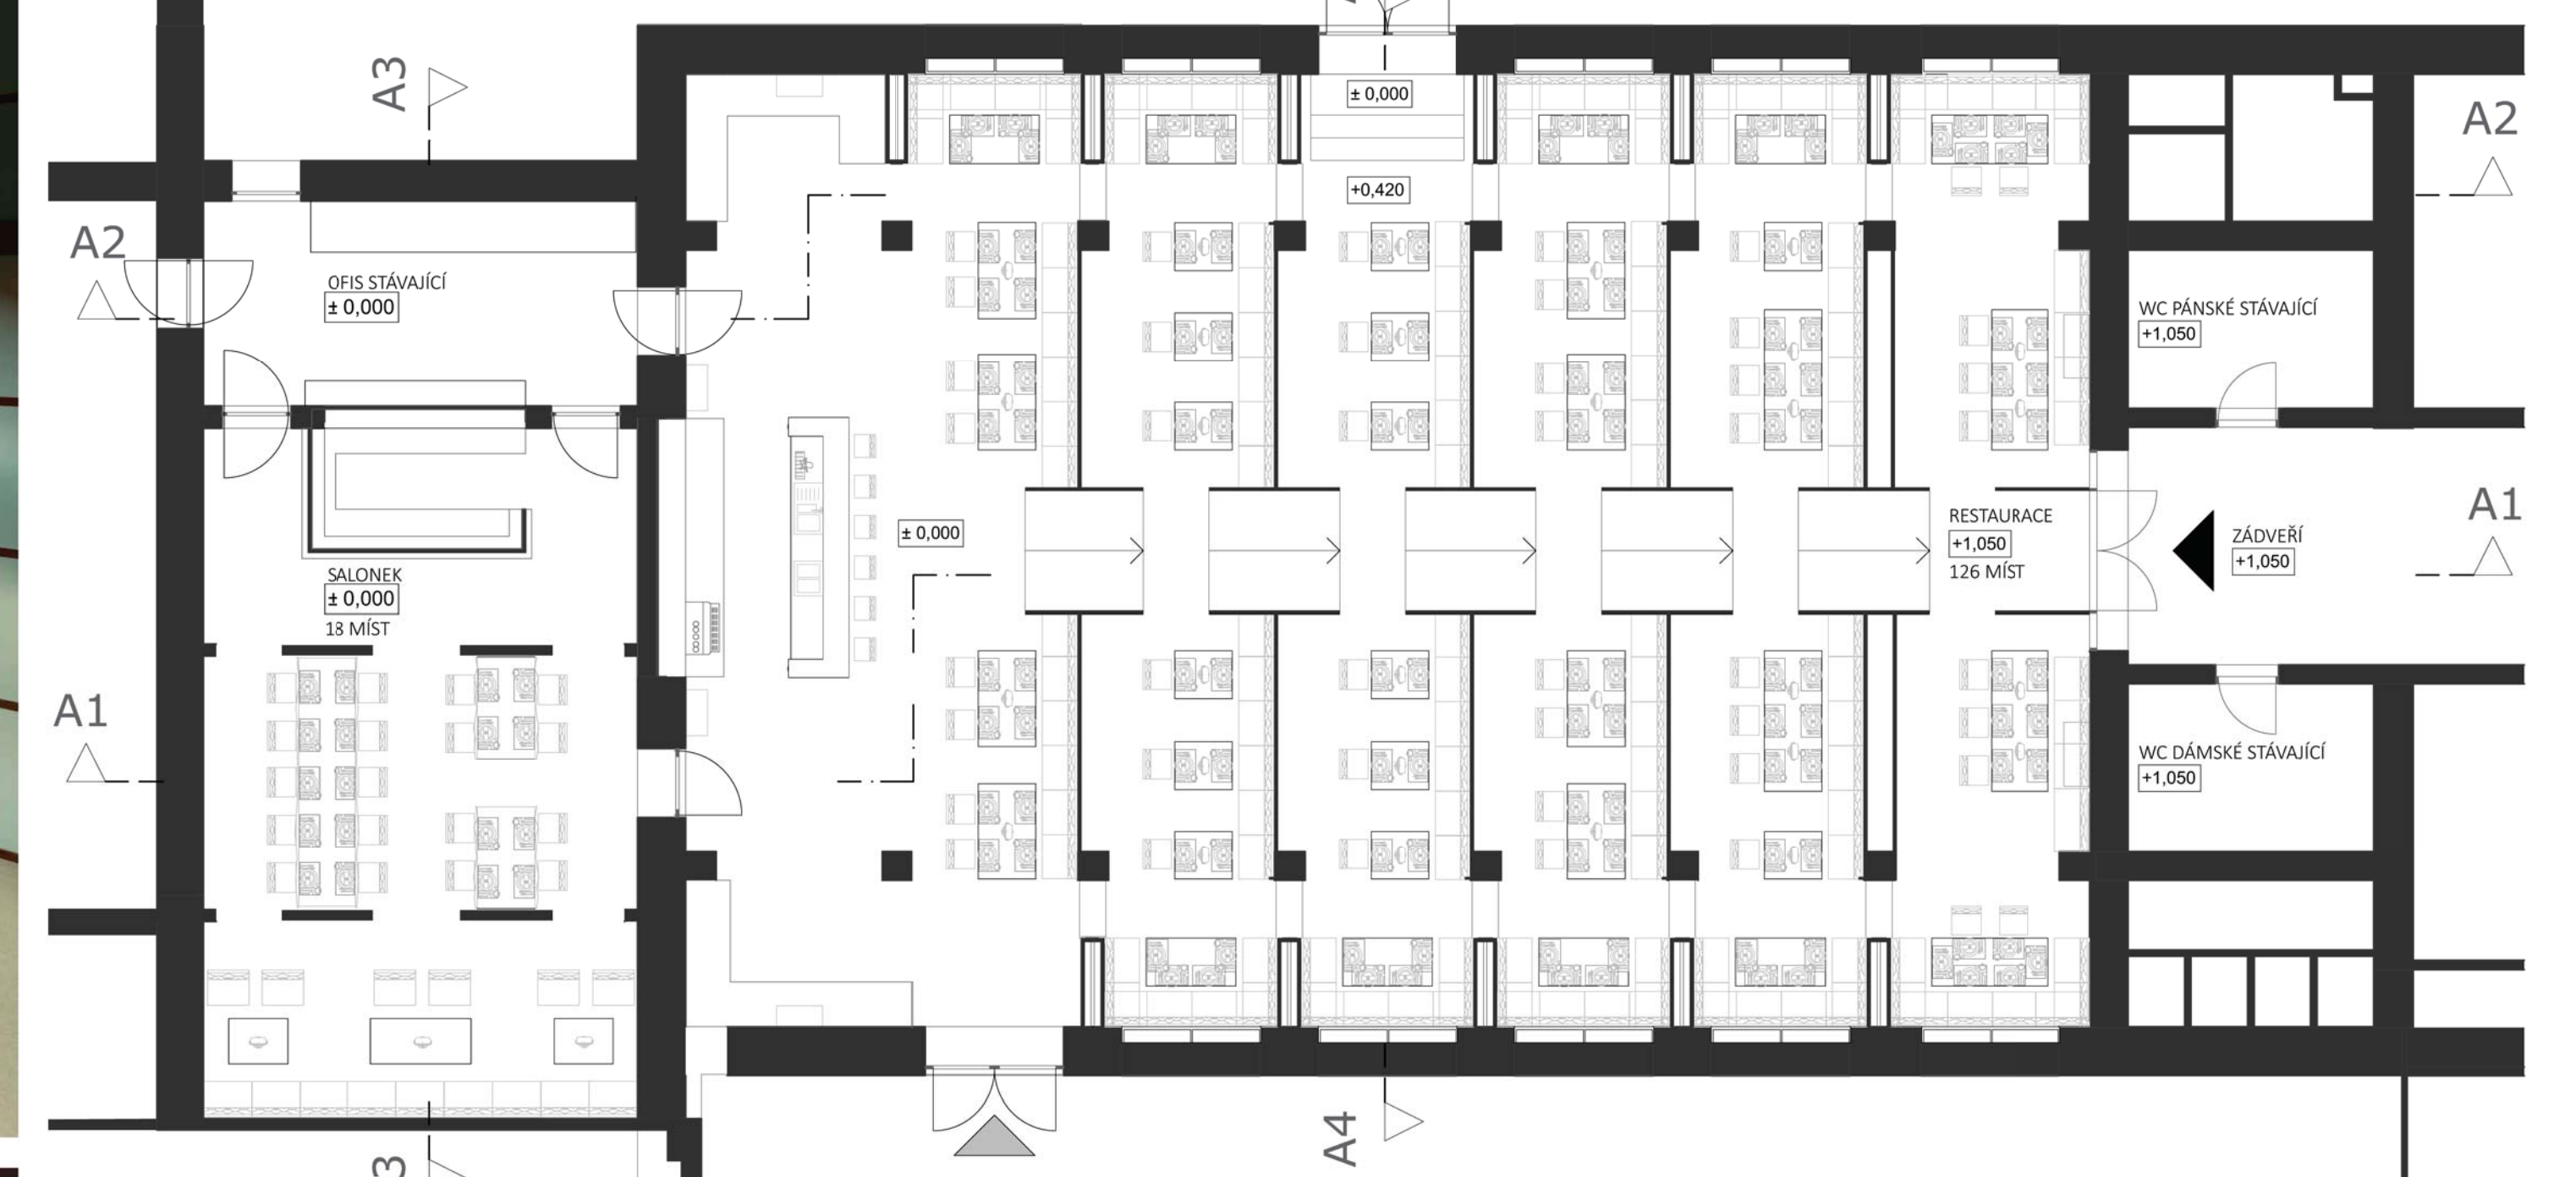 A3
± 0,000
A2
+0,420
A2
OFIS STÁVAJÍCÍ
± 0,000
WC PÁNSKÉ STÁVAJÍCÍ
+1,050
A1
± 0,000
RESTAURACE
+1,050
126 MÍST
ZÁDVEŘÍ
+1,050
SALONEK
± 0,000
18 MÍST
A1
WC DÁMSKÉ STÁVAJÍCÍ
+1,050
A4
3